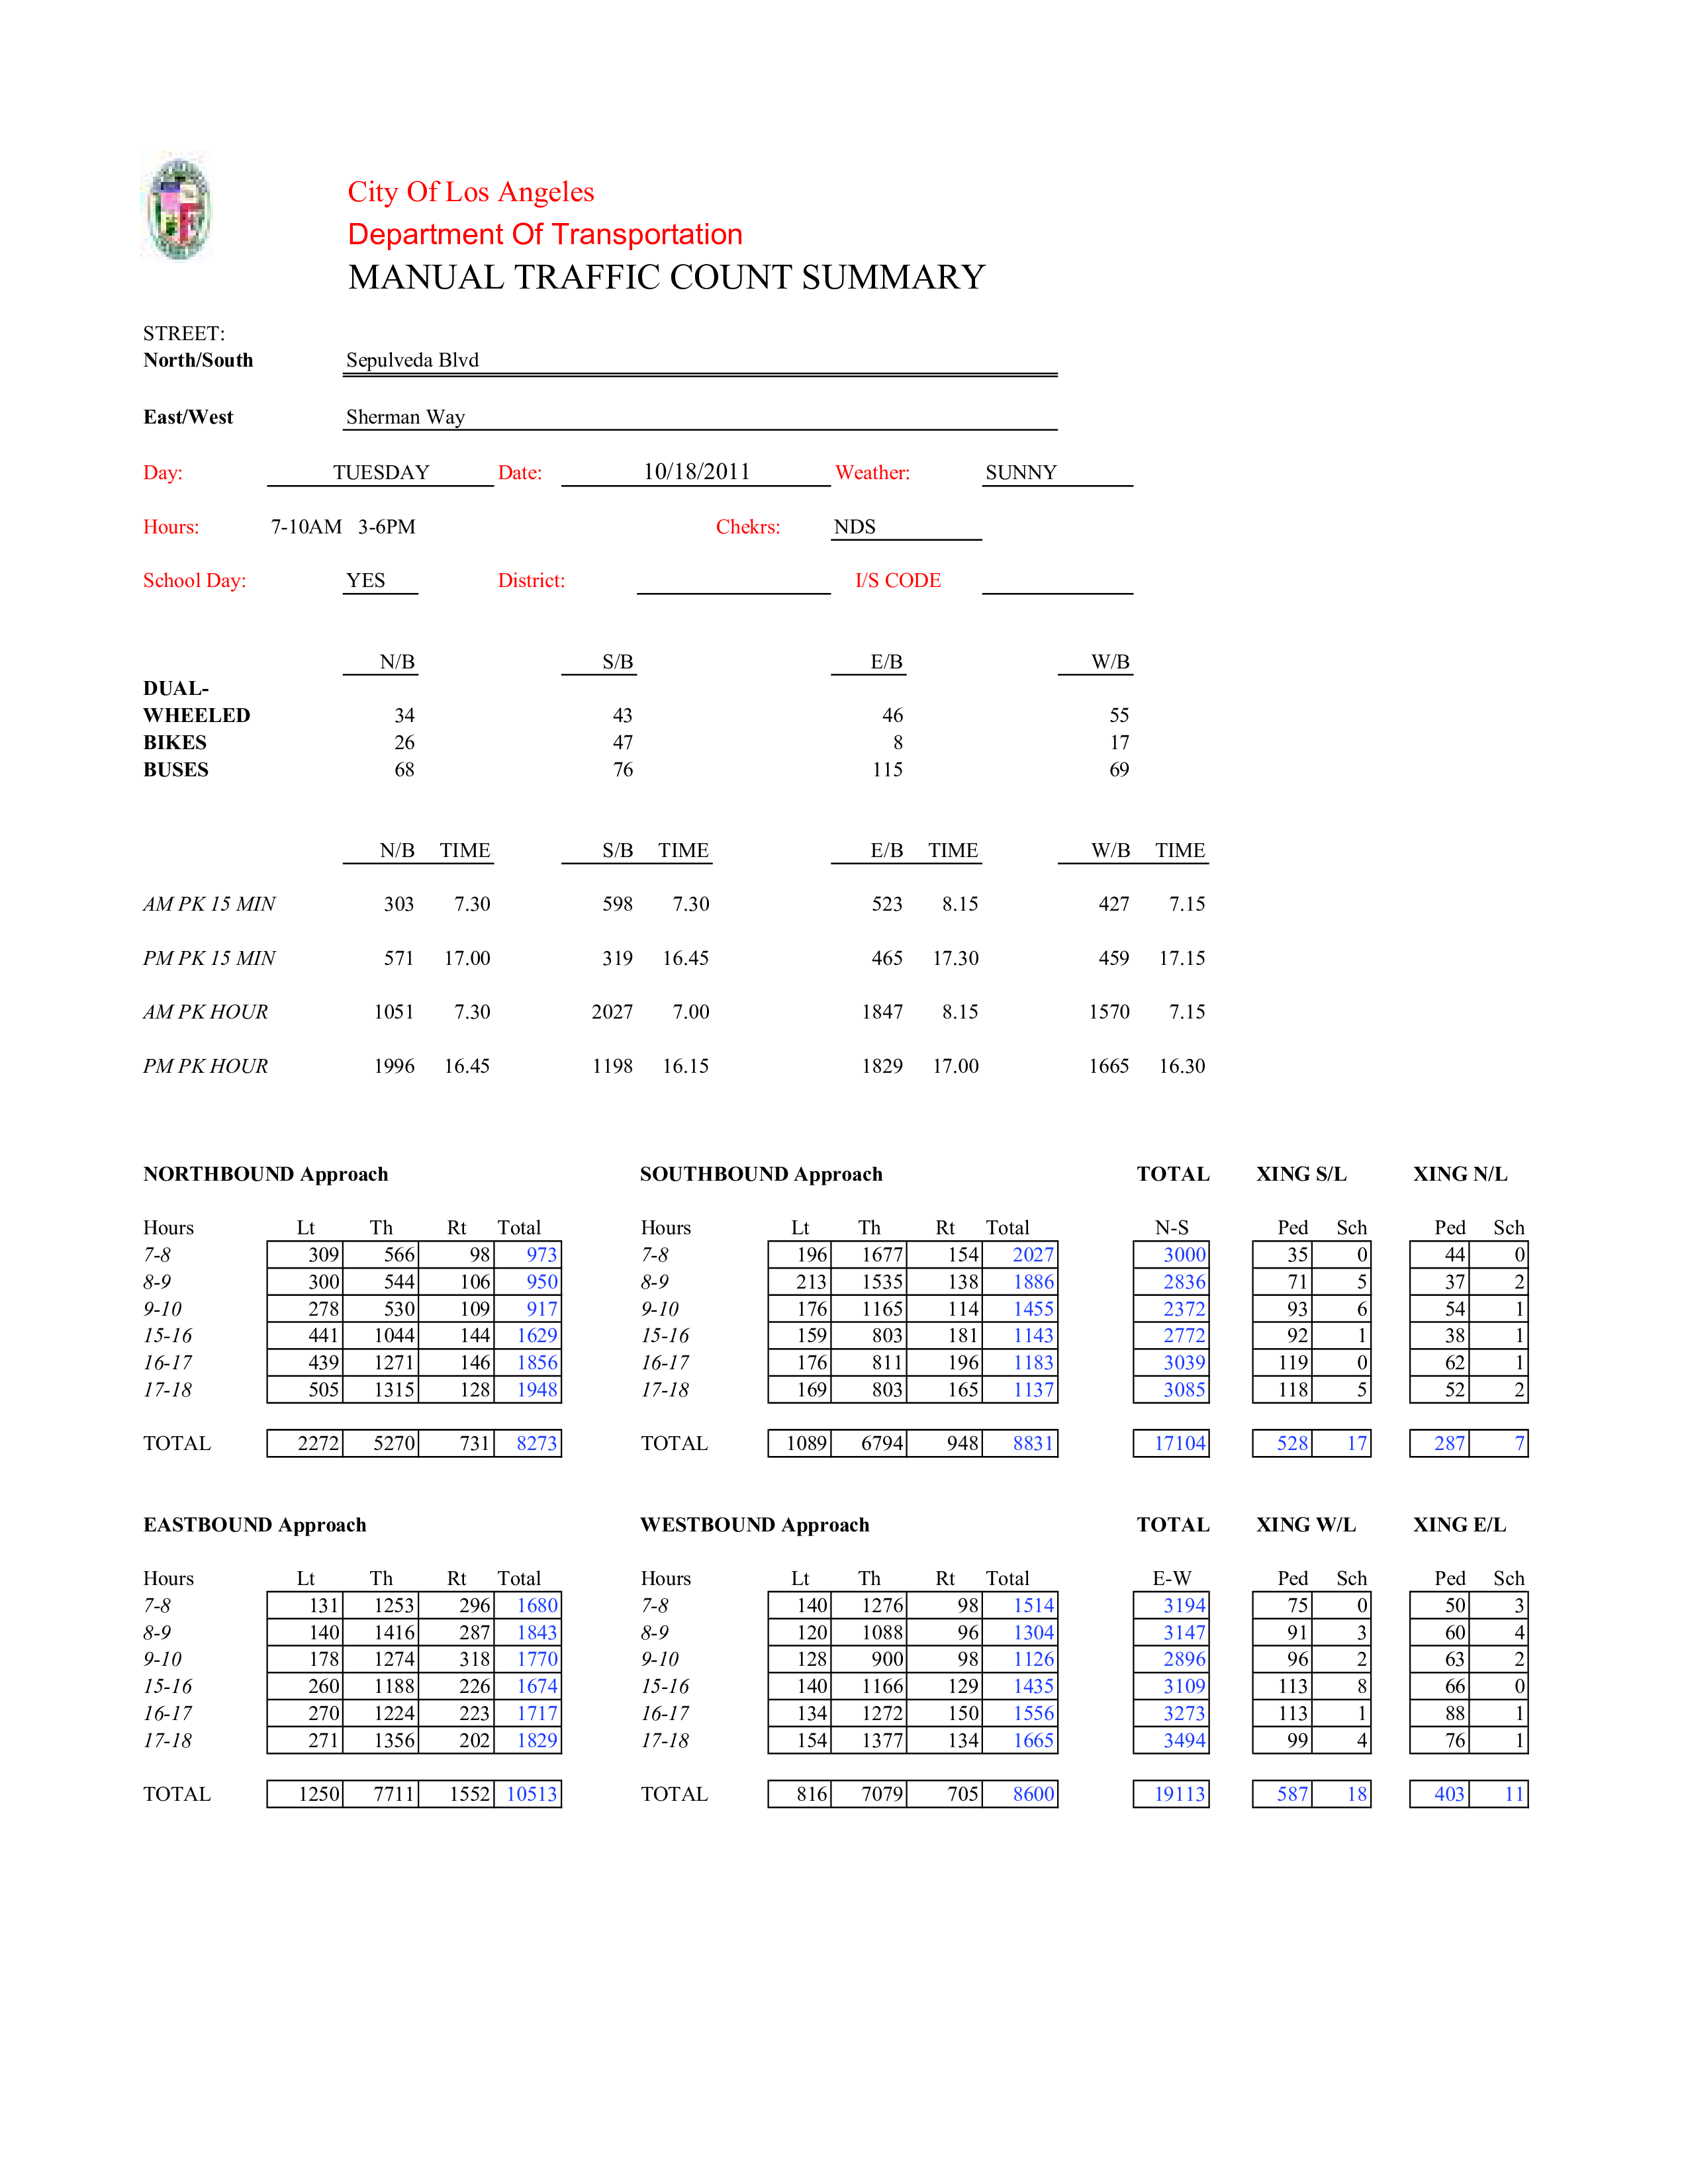 City Of Los Angeles
Department Of Transportation
MANUAL TRAFFIC COUNT SUMMARY
STREET:
North/South Sepulveda Blvd
East/West Sherman Way
Day: TUESDAY Date: 10/18/2011 Weather: SUNNY
Hours: 7-10AM 3-6PM Chekrs: NDS
School Day: YES District: I/S CODE
N/B S/B E/B W/B
DUAL-
WHEELED 34 43 46 55
BIKES 26 47 8 17
BUSES 68 76 115 69
N/B TIME S/B TIME E/B TIME W/B TIME
AM PK 15 MIN 303 7.30 598 7.30 523 8.15 427 7.15
PM PK 15 MIN 571 17.00 319 16.45 465 17.30 459 17.15
AM PK HOUR 1051 7.30 2027 7.00 1847 8.15 1570 7.15
PM PK HOUR 1996 16.45 1198 16.15 1829 17.00 1665 16.30
NORTHBOUND Approach SOUTHBOUND Approach TOTAL XING S/L XING N/L
Hours Lt Th Rt Total Hours Lt Th Rt Total N-S Ped Sch Ped Sch
7-8 309 566 98 973 7-8 196 1677 154 2027 3000 35 0 44 0
8-9 300 544 106 950 8-9 213 1535 138 1886 2836 71 5 37 2
9-10 278 530 109 917 9-10 176 1165 114 1455 2372 93 6 54 1
15-16 441 1044 144 1629 15-16 159 803 181 1143 2772 92 1 38 1
16-17 439 1271 146 1856 16-17 176 811 196 1183 3039 119 0 62 1
17-18 505 1315 128 1948 17-18 169 803 165 1137 3085 118 5 52 2
TOTAL 2272 5270 731 8273 TOTAL 1089 6794 948 8831 17104 528 17 287 7
EASTBOUND Approach WESTBOUND Approach TOTAL XING W/L XING E/L
Hours Lt Th Rt Total Hours Lt Th Rt Total E-W Ped Sch Ped Sch
7-8 131 1253 296 1680 7-8 140 1276 98 1514 3194 75 0 50 3
8-9 140 1416 287 1843 8-9 120 1088 96 1304 3147 91 3 60 4
9-10 178 1274 318 1770 9-10 128 900 98 1126 2896 96 2 63 2
15-16 260 1188 226 1674 15-16 140 1166 129 1435 3109 113 8 66 0
16-17 270 1224 223 1717 16-17 134 1272 150 1556 3273 113 1 88 1
17-18 271 1356 202 1829 17-18 154 1377 134 1665 3494 99 4 76 1
TOTAL 1250 7711 1552 10513 TOTAL 816 7079 705 8600 19113 587 18 403 11